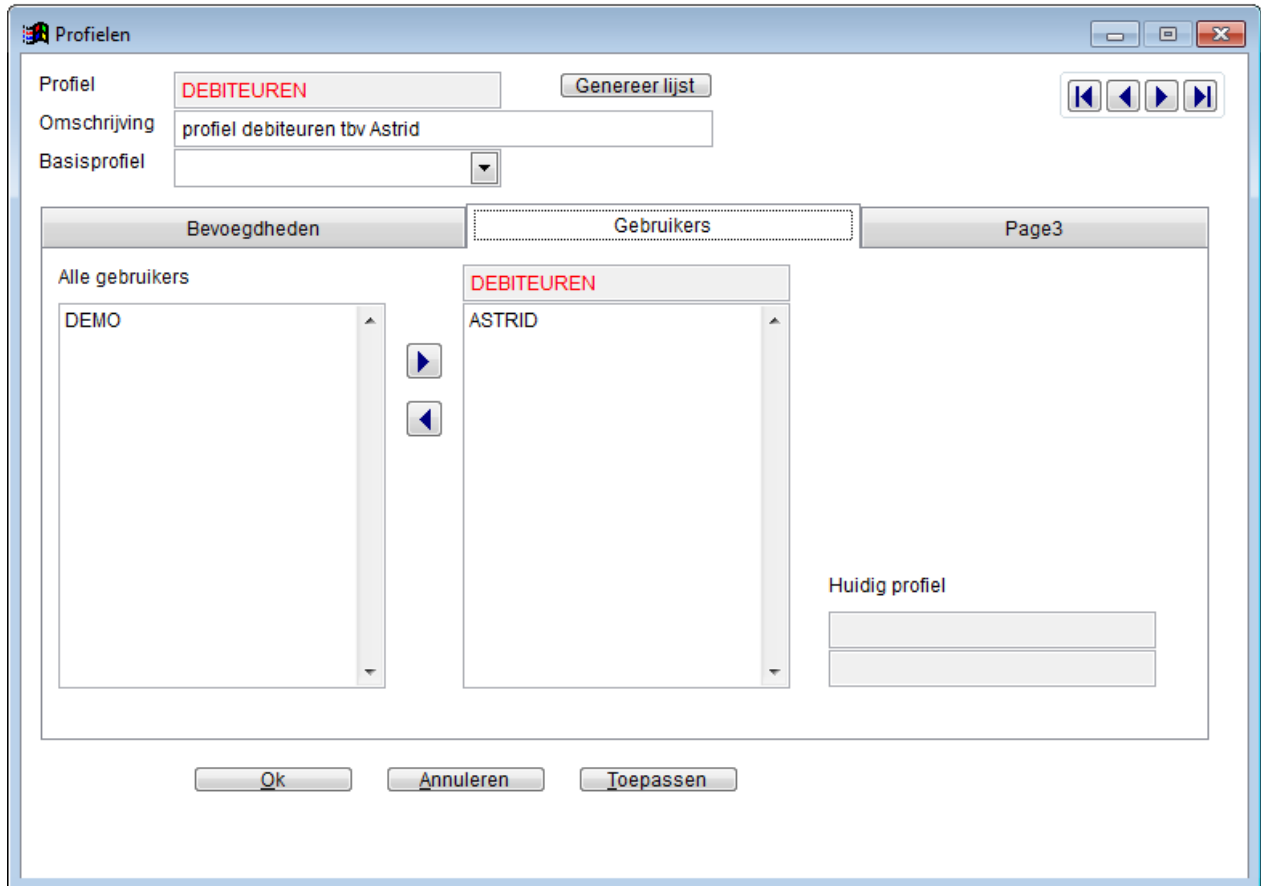 Profielen
Profiel
DEBITEUREN
Genereer lijst
Omschrijving
profiel debiteuren tbv Astrid
Basisprofiel
Bevoegdheden
Gebruikers
Page3
Alle gebruikers
DEBITEUREN
DEMO
ASTRID
Huidig profiel
Ok
Annuleren
Toepassen